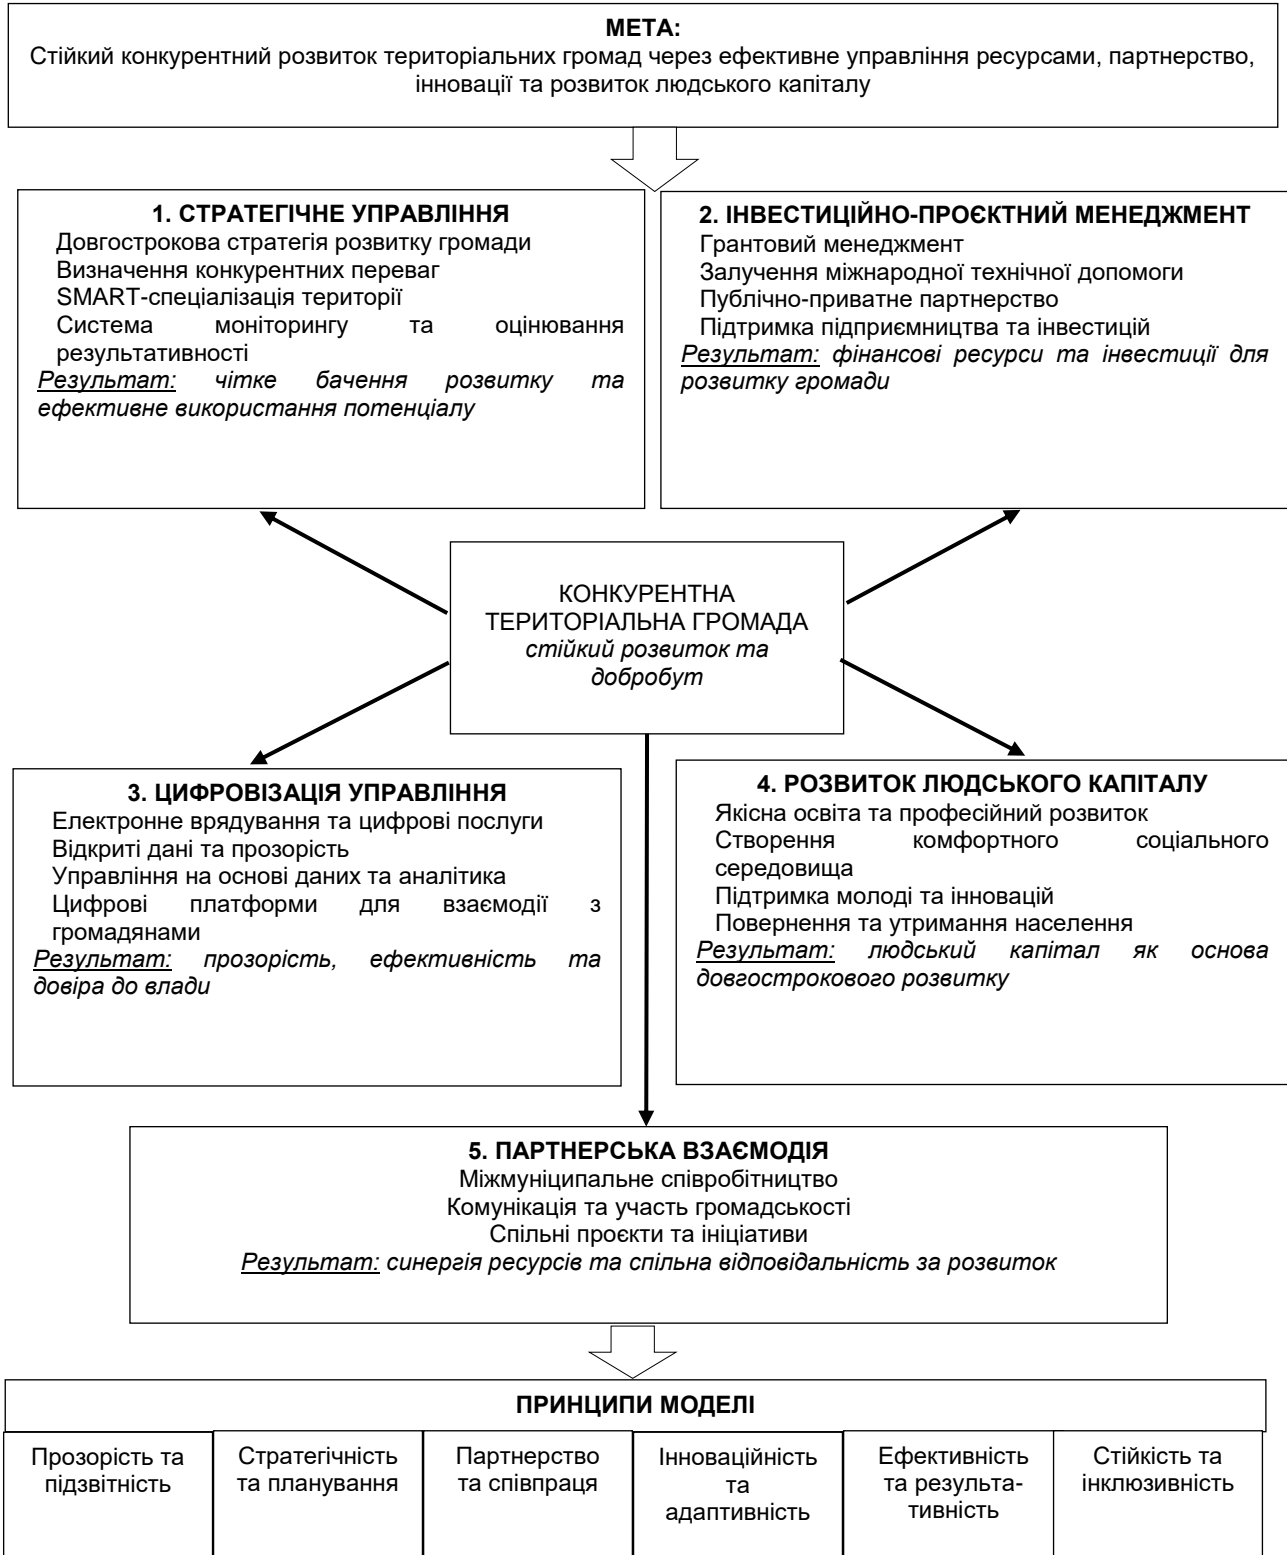 МЕТА:
Стійкий конкурентний розвиток територіальних громад через ефективне управління ресурсами, партнерство,
інновації та розвиток людського капіталу
1. СТРАТЕГІЧНЕ УПРАВЛІННЯ
Довгострокова стратегія розвитку громади
Визначення конкурентних переваг
SMART-спеціалізація території
Система моніторингу та оцінювання
результативності
Результат: чітке бачення розвитку та
ефективне використання потенціалу
2. ІНВЕСТИЦІЙНО-ПРОЄКТНИЙ МЕНЕДЖМЕНТ
Грантовий менеджмент
Залучення міжнародної технічної допомоги
Публічно-приватне партнерство
Підтримка підприємництва та інвестицій
Результат: фінансові ресурси та інвестиції для
розвитку громади
КОНКУРЕНТНА
ТЕРИТОРІАЛЬНА ГРОМАДА
стійкий розвиток та
добробут
3. ЦИФРОВІЗАЦІЯ УПРАВЛІННЯ
Електронне врядування та цифрові послуги
Відкриті дані та прозорість
Управління на основі даних та аналітика
Цифрові платформи для взаємодії з
громадянами
Результат: прозорість, ефективність та
довіра до влади
4. РОЗВИТОК ЛЮДСЬКОГО КАПІТАЛУ
Якісна освіта та професійний розвиток
Створення комфортного соціального
середовища
Підтримка молоді та інновацій
Повернення та утримання населення
Результат: людський капітал як основа
довгострокового розвитку
5. ПАРТНЕРСЬКА ВЗАЄМОДІЯ
Міжмуніципальне співробітництво
Комунікація та участь громадськості
Спільні проєкти та ініціативи
Результат: синергія ресурсів та спільна відповідальність за розвиток
ПРИНЦИПИ МОДЕЛІ
Прозорість та
підзвітність
Стратегічність
та планування
Партнерство
та співпраця
Інноваційність
та
адаптивність
Ефективність
та результа-
тивність
Стійкість та
інклюзивність